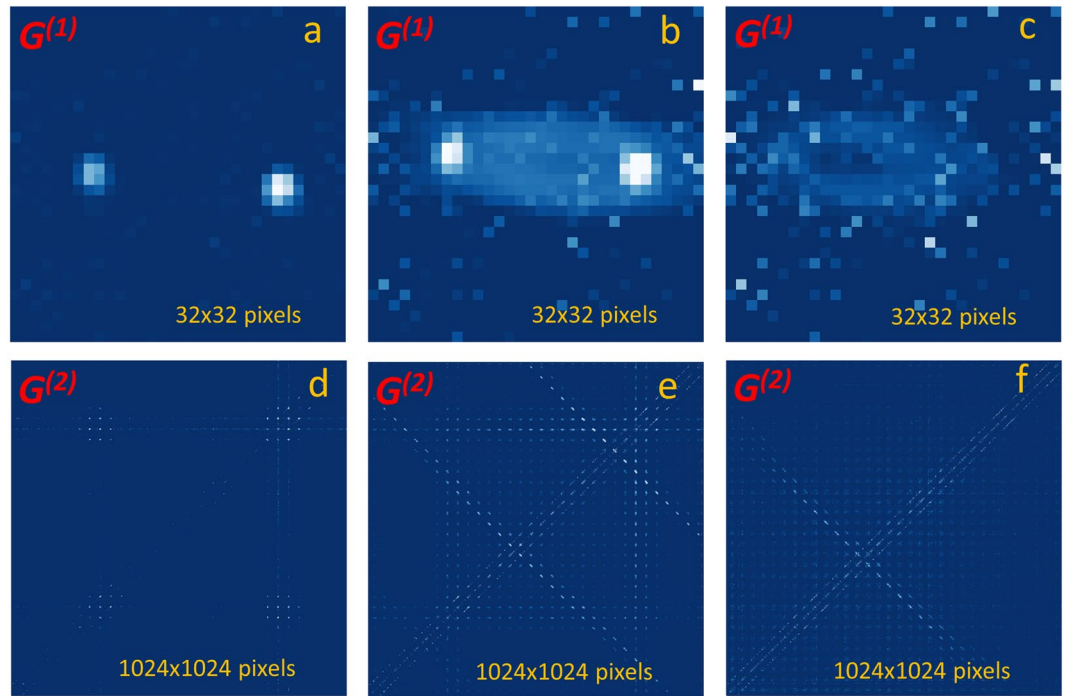 G(1) a
G(1) b
G(1) c
32x32 pixels
32x32 pixels
32x32 pixels
G(2) d
G(2) e
G(2) f
1024x1024 pixels
1024x1024 pixels
1024x1024 pixels